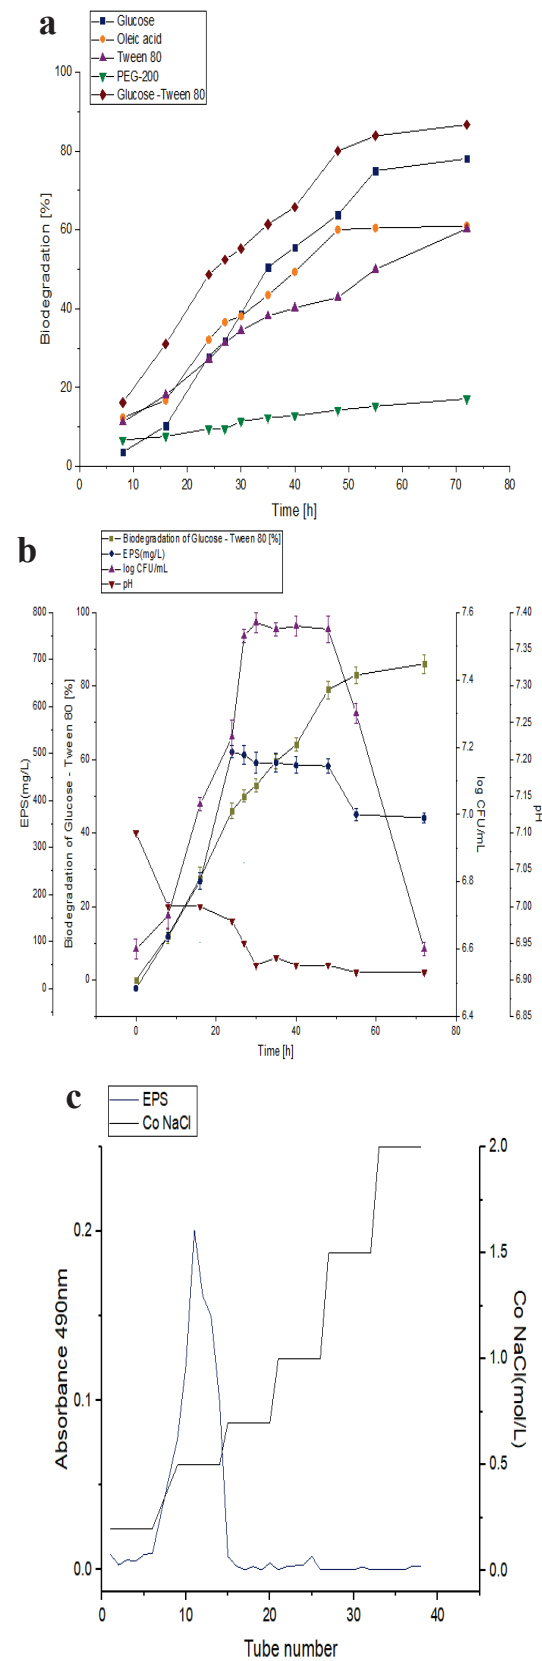 a
Glucose
Oleic acid
Tween 80
PEG-200
Glucose -Tween 80
100
80
60
40
20
0
Biodegradation [%]
0 10 20 30 40 50 60 70 80
Time [h]
b
Biodegradation of Glucose - Tween 80 [%]
EPS(mg/L)
log CFU/mL
pH
800
700
600
500
400
300
200
100
0
EPS(mg/L)
100
80
60
40
20
0
Biodegradation of Glucose - Tween 80 [%]
7.6
7.4
7.2
7.0
6.8
6.6
6.4
log CFU/mL
7.40
7.35
7.30
7.25
7.20
7.15
7.10
7.05
7.00
6.95
6.90
6.85
pH
0 20 40 60 80
Time [h]
c
EPS
Co NaCl
0.2
0.1
0.0
Absorbance 490nm
2.0
1.5
1.0
0.5
0.0
Co NaCl(mol/L)
0 10 20 30 40
Tube number